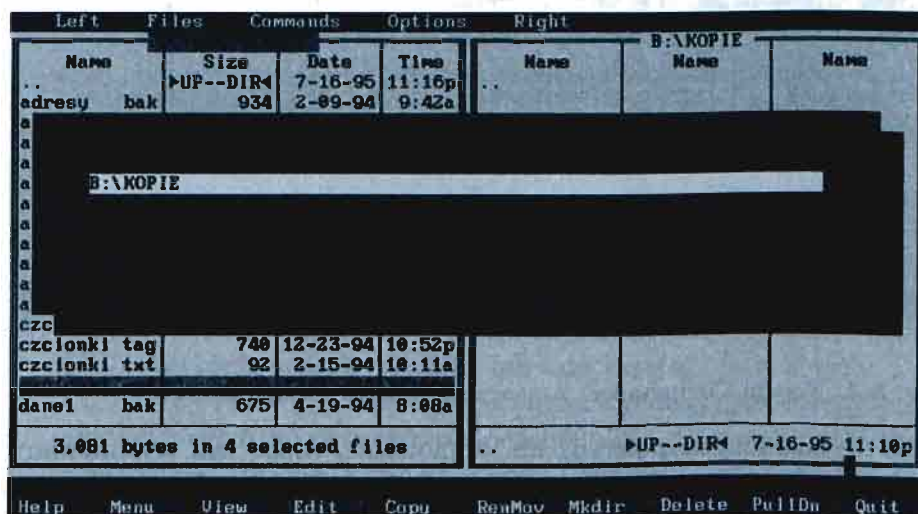 Left Files Commands Options Right
B:\KOPIE
Name Size Date Time Name Name Name
.. ►UP--DIR◄ 7-16-95 11:16p ..
adresy bak 934 2-09-94 9:42a
a
a
a
a
B:\KOPIE
a
a
a
a
a
a
czc
czcionki tag 740 12-23-94 10:52p
czcionki txt 92 2-15-94 10:11a
dane1 bak 675 4-19-94 8:08a
3,081 bytes in 4 selected files .. ►UP--DIR◄ 7-16-95 11:10p
Help Menu View Edit Copy RenMov Mkdir Delete PullDn Quit